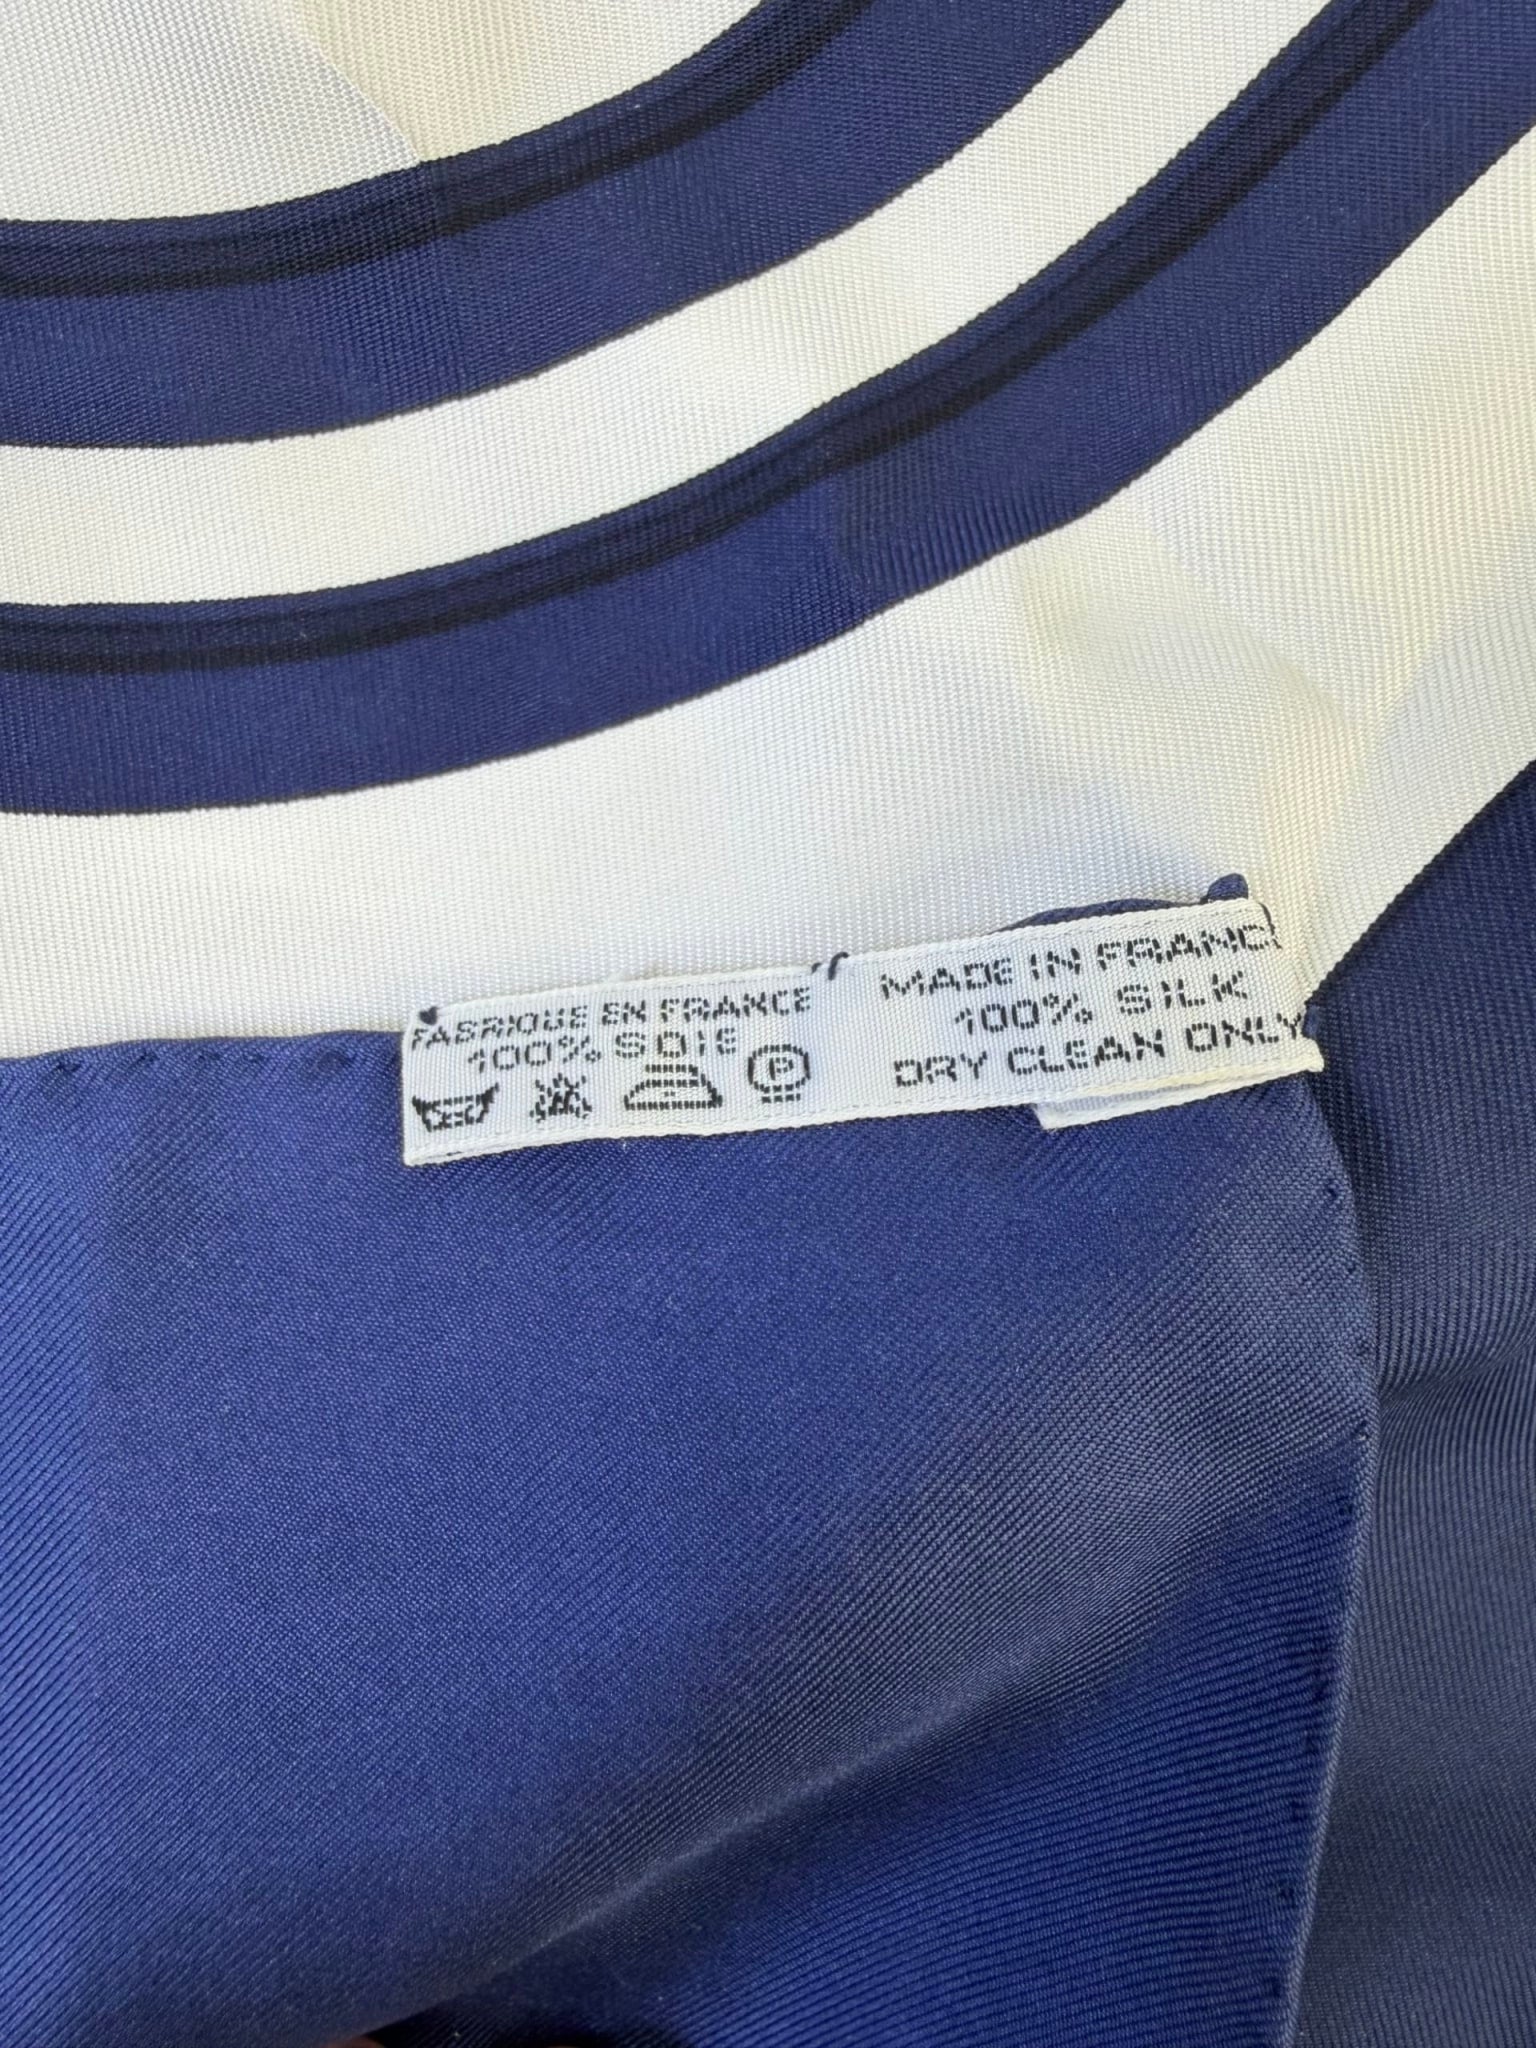 FABRIQUE EN FRANCE
100% SOIE
P
MADE IN FRANCE
100% SILK
DRY CLEAN ONLY